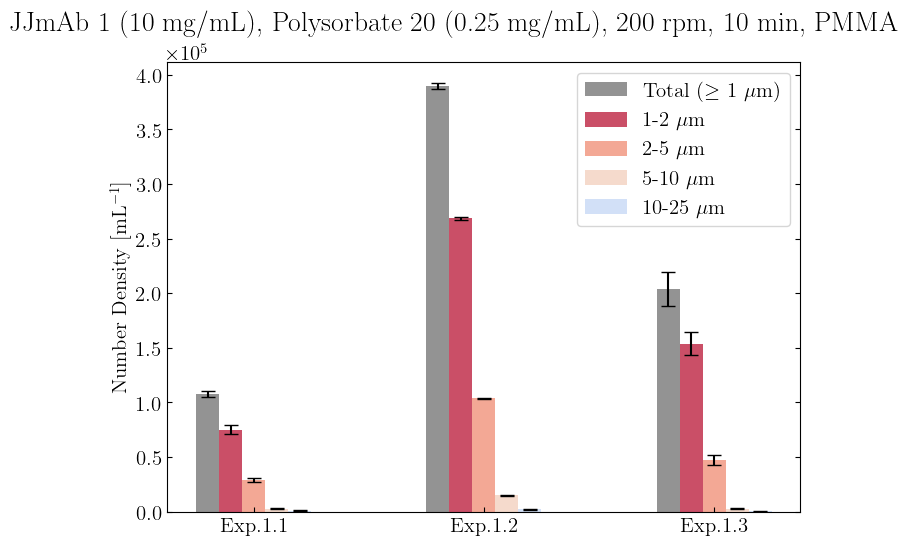 JJmAb 1 (10 mg/mL), Polysorbate 20 (0.25 mg/mL), 200 rpm, 10 min, PMMA
×10⁵
4.0
3.5
3.0
2.5
2.0
1.5
1.0
0.5
0.0
Number Density [mL⁻¹]
Total (≥ 1 μm)
1-2 μm
2-5 μm
5-10 μm
10-25 μm
Exp.1.1
Exp.1.2
Exp.1.3